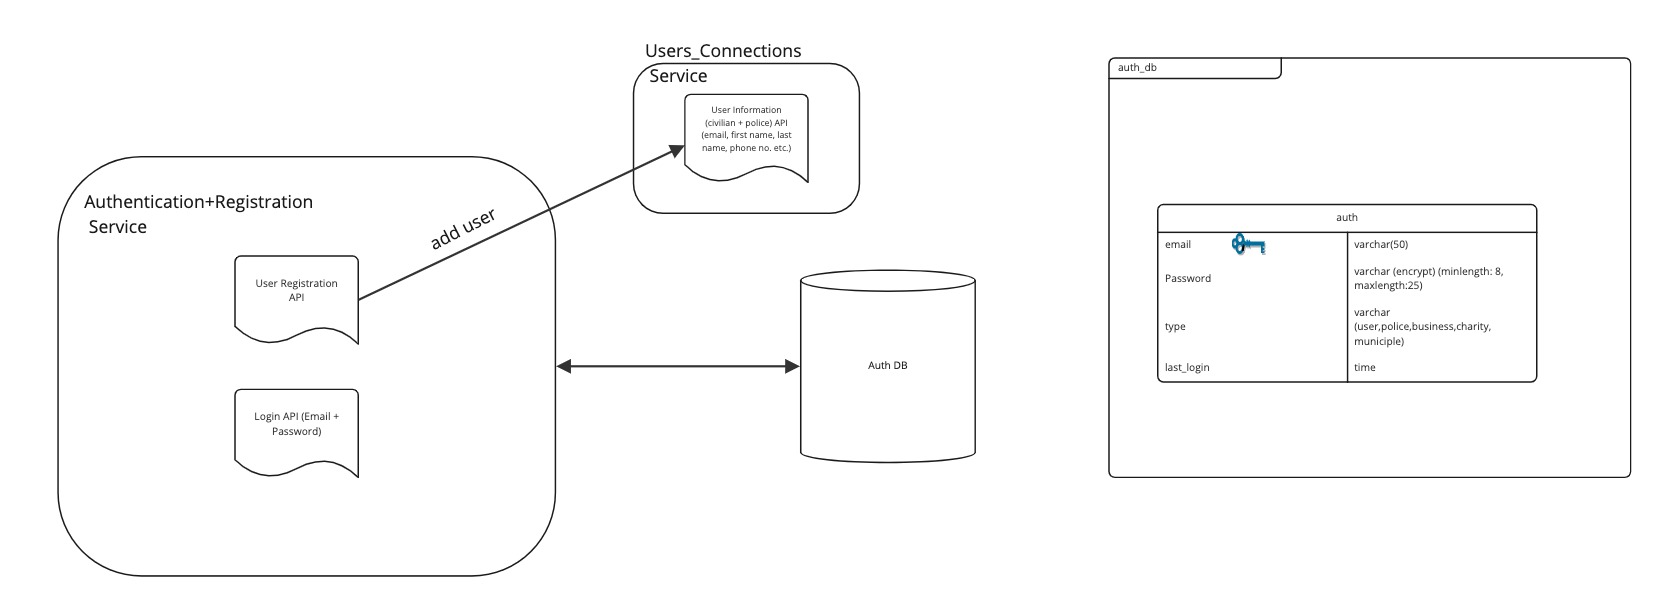 Users_Connections
Service
User Information
(civilian + police) API
(email, first name, last
name, phone no. etc.)
Authentication+Registration
Service
add user
User Registration
API
Login API (Email +
Password)
Auth DB
auth_db
auth
email
varchar(50)
Password
varchar (encrypt) (minlength: 8,
maxlength:25)
type
varchar
(user,police,business,charity,
municiple)
last_login
time